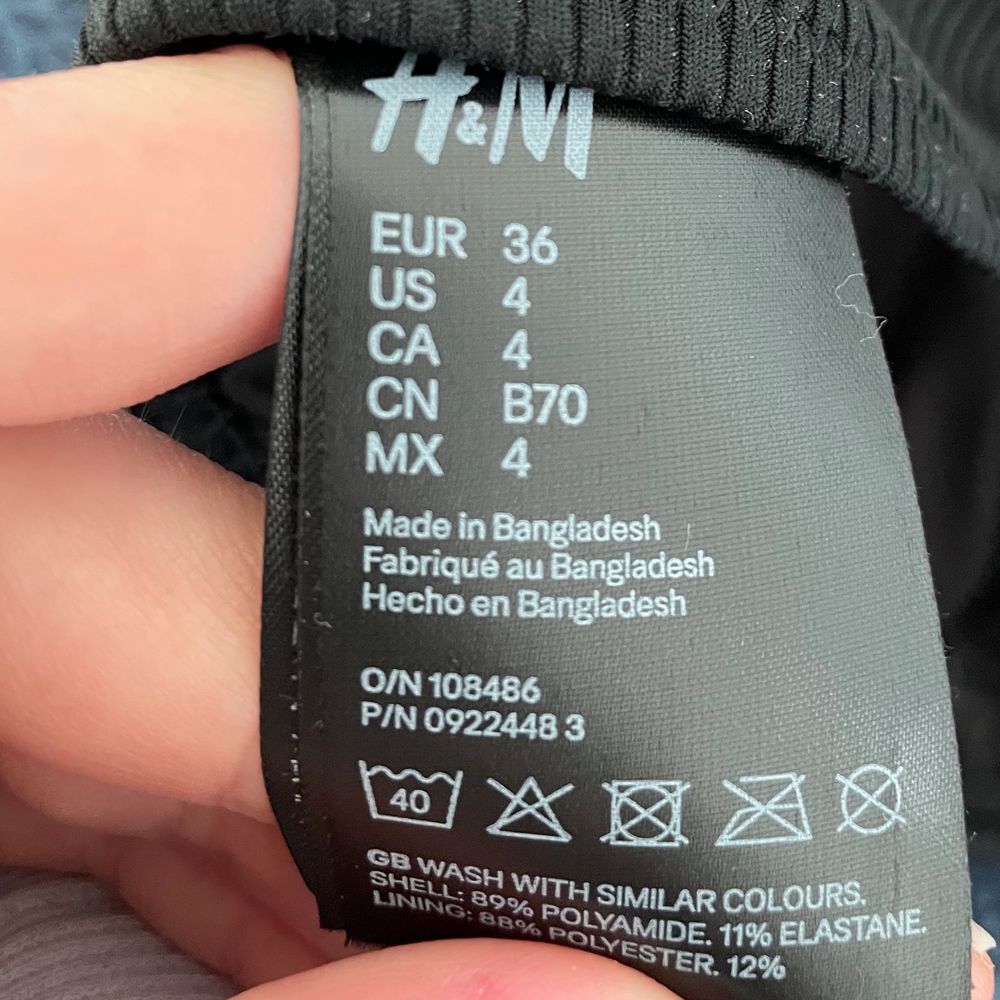 H&M
EUR 36
US 4
CA 4
CN B70
MX 4
Made in Bangladesh
Fabriqué au Bangladesh
Hecho en Bangladesh
O/N 108486
P/N 0922448 3
40
GB WASH WITH SIMILAR COLOURS.
SHELL: 89% POLYAMIDE. 11% ELASTANE.
LINING: 88% POLYESTER. 12%